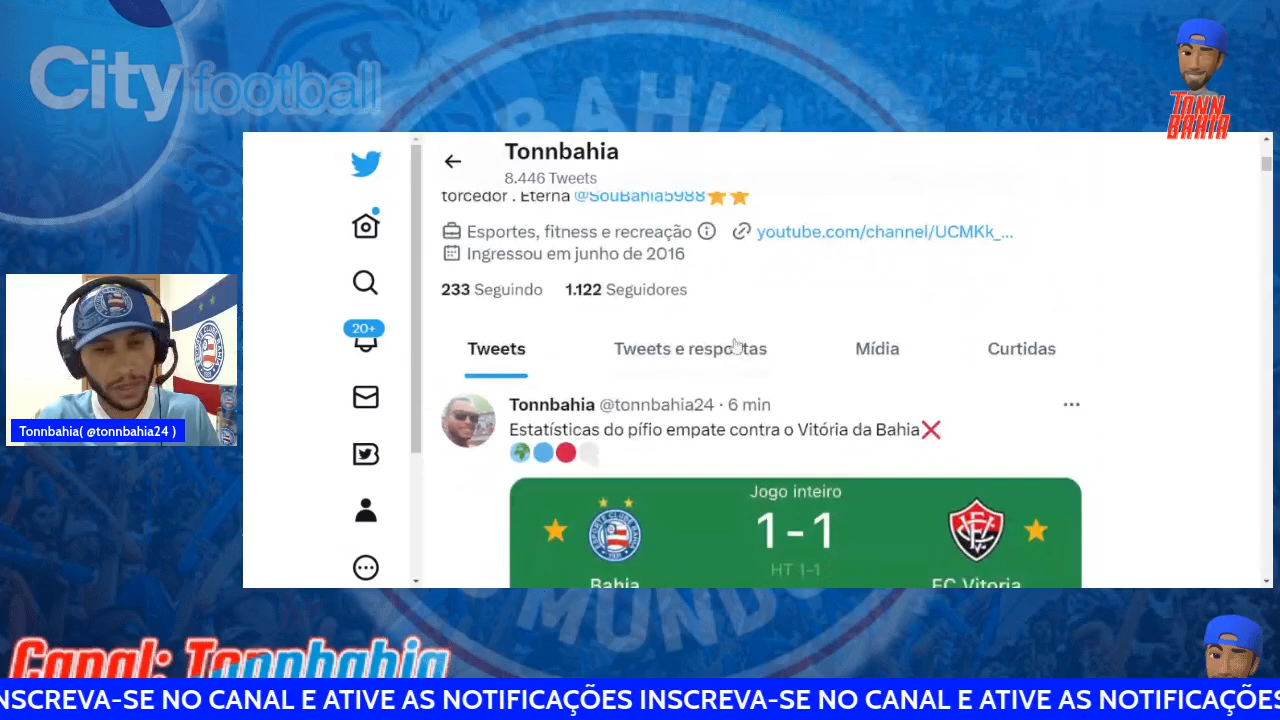 City football
TONN
BAHIA
BAHIA
Tonnbahia
8.446 Tweets
torcedor . Eterna @SouBahia5988
Esportes, fitness e recreação
youtube.com/channel/UCMKk_...
Ingressou em junho de 2016
233 Seguindo 1.122 Seguidores
20+
Tweets Tweets e respostas Mídia Curtidas
Tonnbahia @tonnbahia24 · 6 min
Estatísticas do pífio empate contra o Vitória da Bahia
Tonnbahia( @tonnbahia24 )
Jogo inteiro
1-1
HT 1-1
Bahia EC Vitoria
MUNDO
Canal: Tonnbahia
INSCREVA-SE NO CANAL E ATIVE AS NOTIFICAÇÕES INSCREVA-SE NO CANAL E ATIVE AS NOTIFICAÇÕES